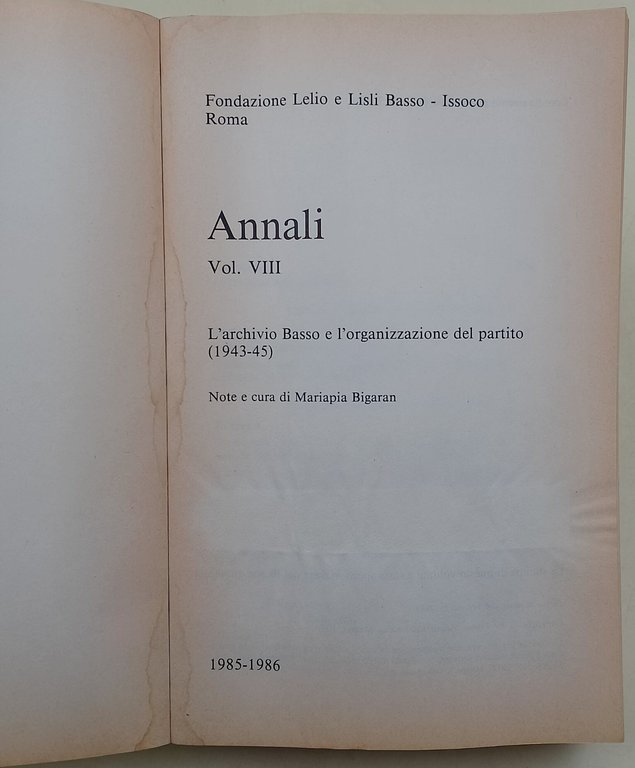 Fondazione Lelio e Lisli Basso - Issoco
Roma
Annali
Vol. VIII
L'archivio Basso e l'organizzazione del partito
(1943-45)
Note e cura di Mariapia Bigaran
1985-1986